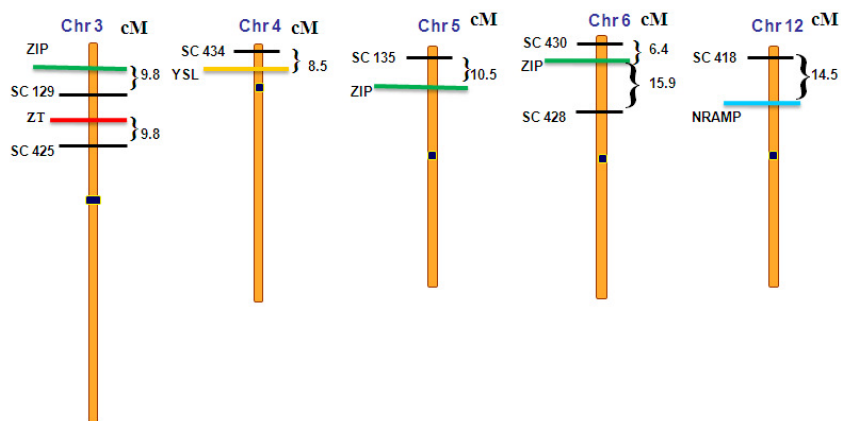 Chr 3 cM
ZIP
9.8
SC 129
ZT
9.8
SC 425
Chr 4 cM
SC 434
8.5
YSL
Chr 5 cM
SC 135
10.5
ZIP
Chr 6 cM
SC 430
6.4
ZIP
15.9
SC 428
Chr 12 cM
SC 418
14.5
NRAMP